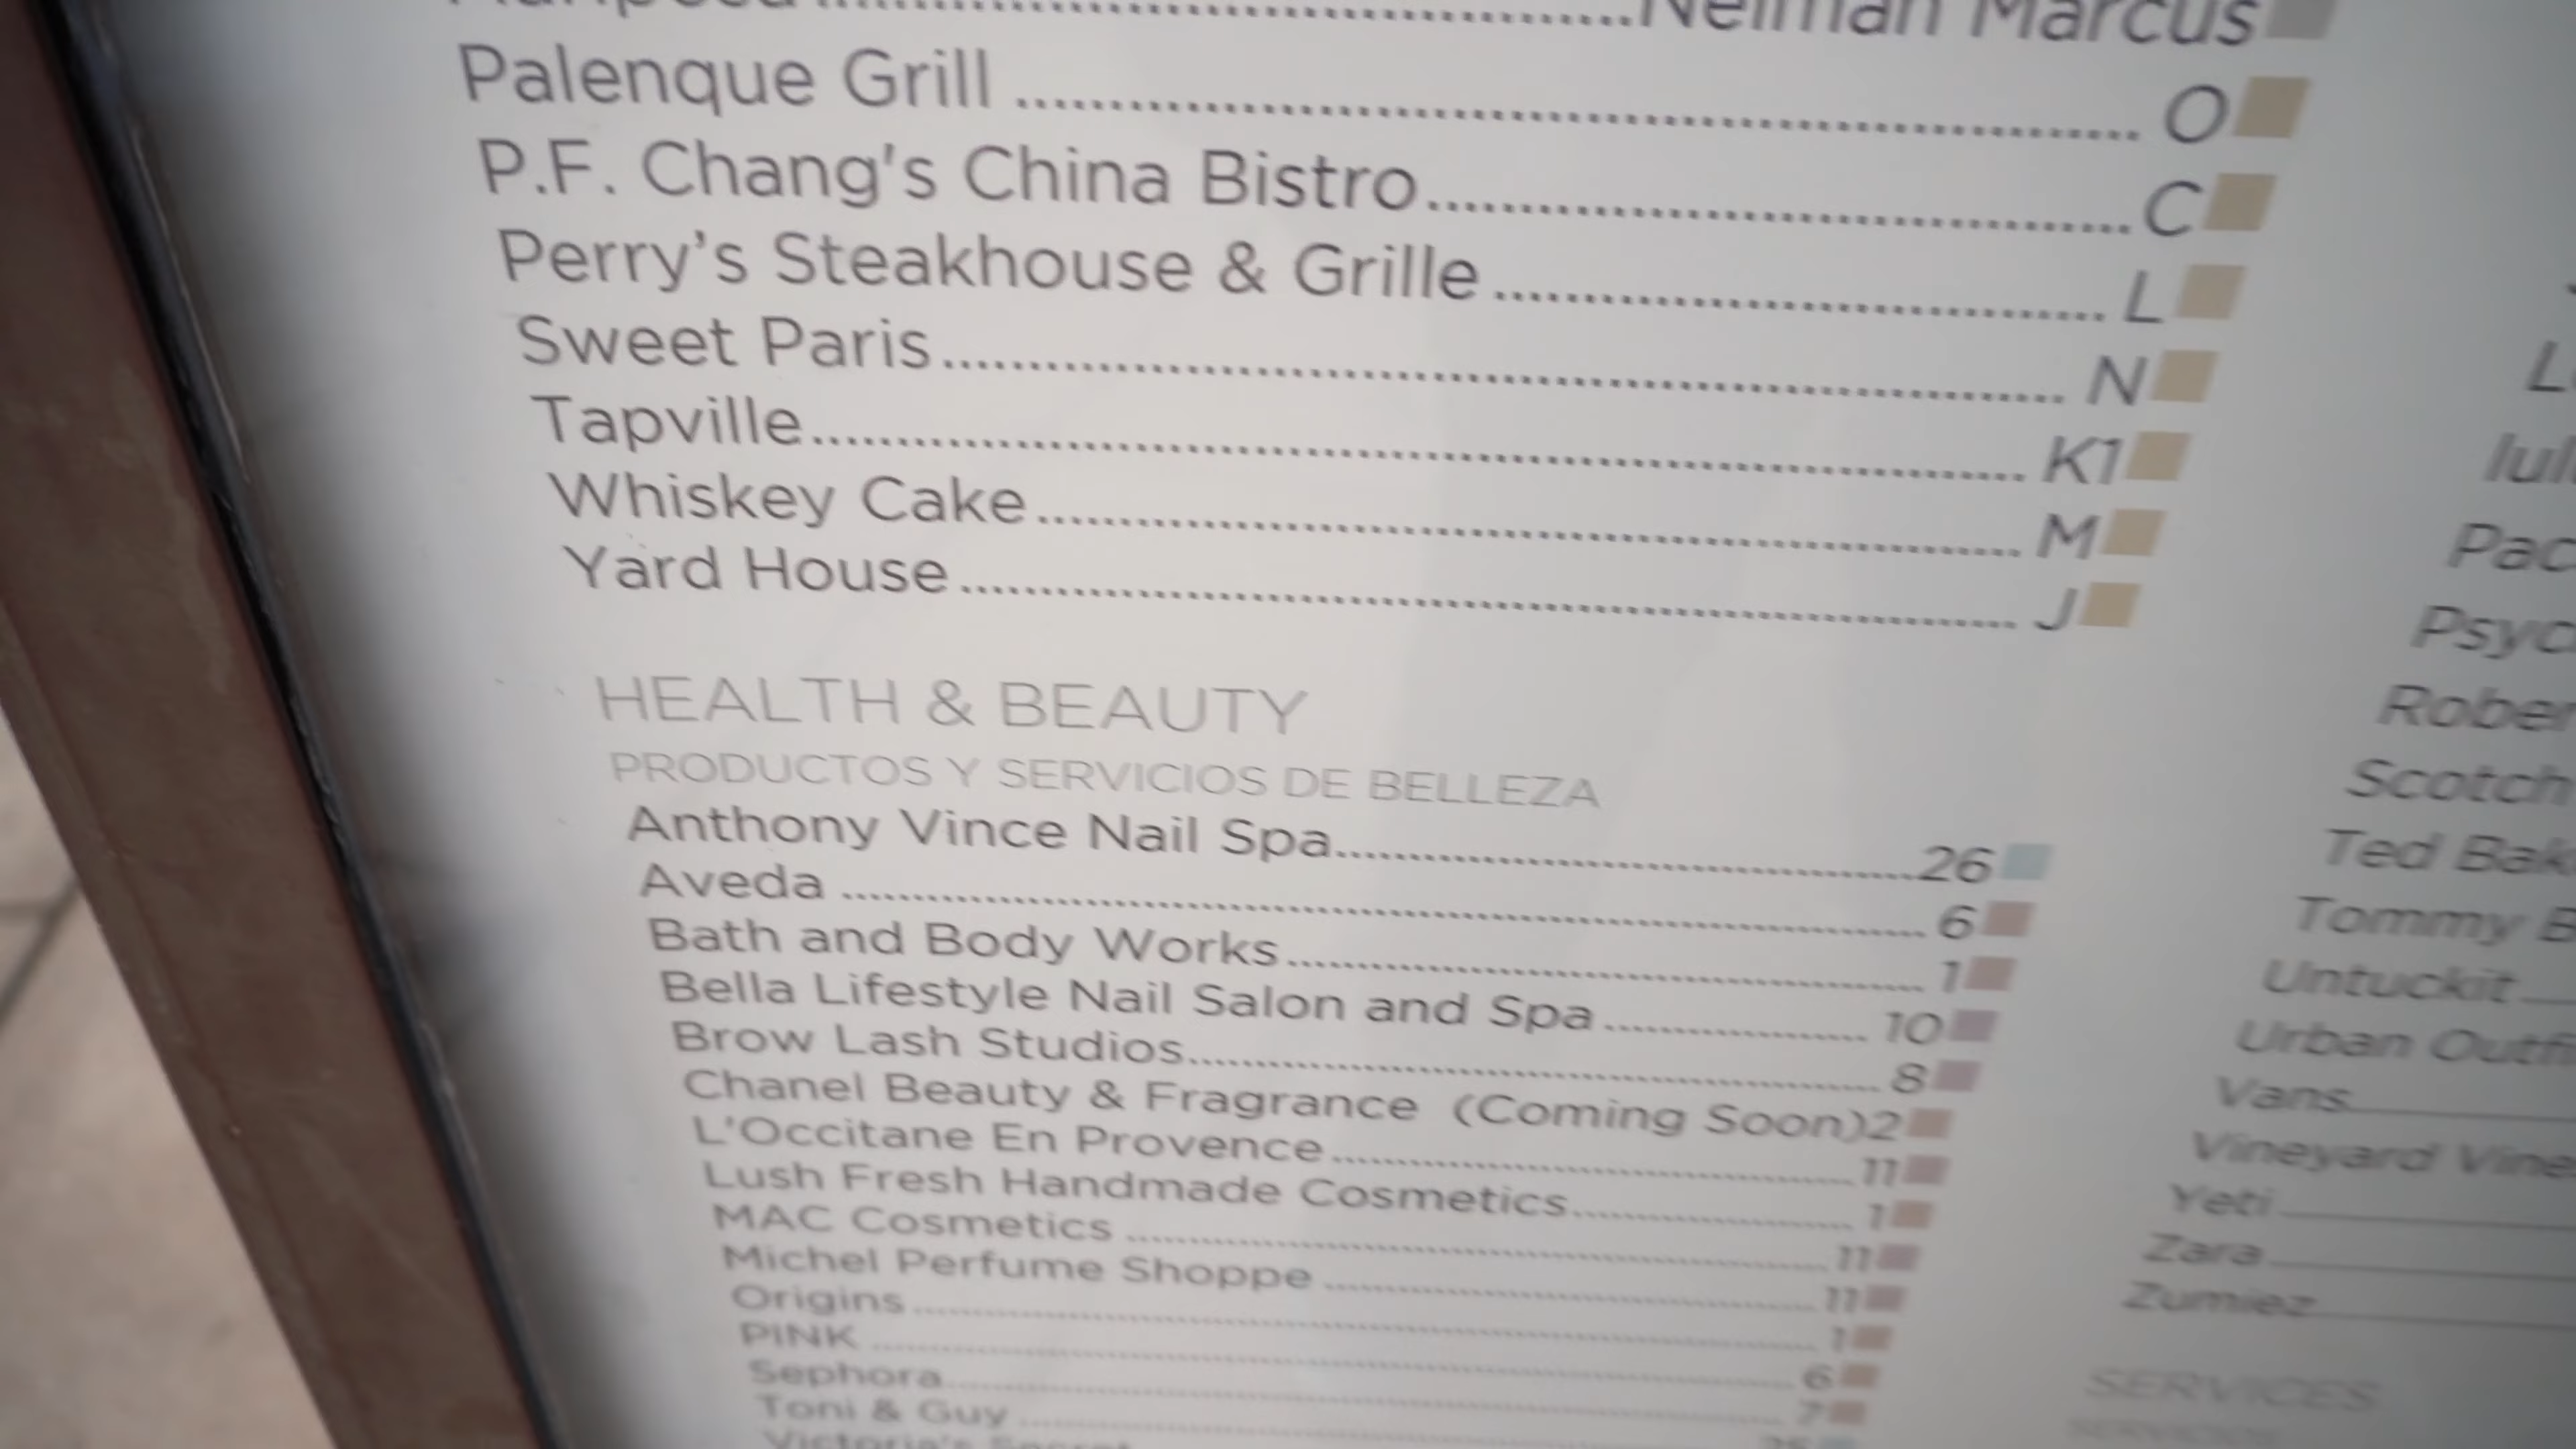 Neiman Marcus
Palenque Grill ........ O
P.F. Chang's China Bistro ........ C
Perry's Steakhouse & Grille ........ L
Sweet Paris ........ N
Tapville ........ K1
Whiskey Cake ........ M
Yard House ........ J
HEALTH & BEAUTY
PRODUCTOS Y SERVICIOS DE BELLEZA
Anthony Vince Nail Spa ........ 26
Aveda ........ 6
Bath and Body Works ........ 1
Bella Lifestyle Nail Salon and Spa ........ 10
Brow Lash Studios ........ 8
Chanel Beauty & Fragrance (Coming Soon) 2
L'Occitane En Provence ........ 11
Lush Fresh Handmade Cosmetics ........ 1
MAC Cosmetics ........ 11
Michel Perfume Shoppe ........ 11
Origins ........ 1
PINK ........ 6
Sephora ........ 7
Toni & Guy
Victoria's Secret
Ted
Tommy
Untuckit
Urban
Vans
Vineyard
Yeti
Zara
Zumiez
SERVICES